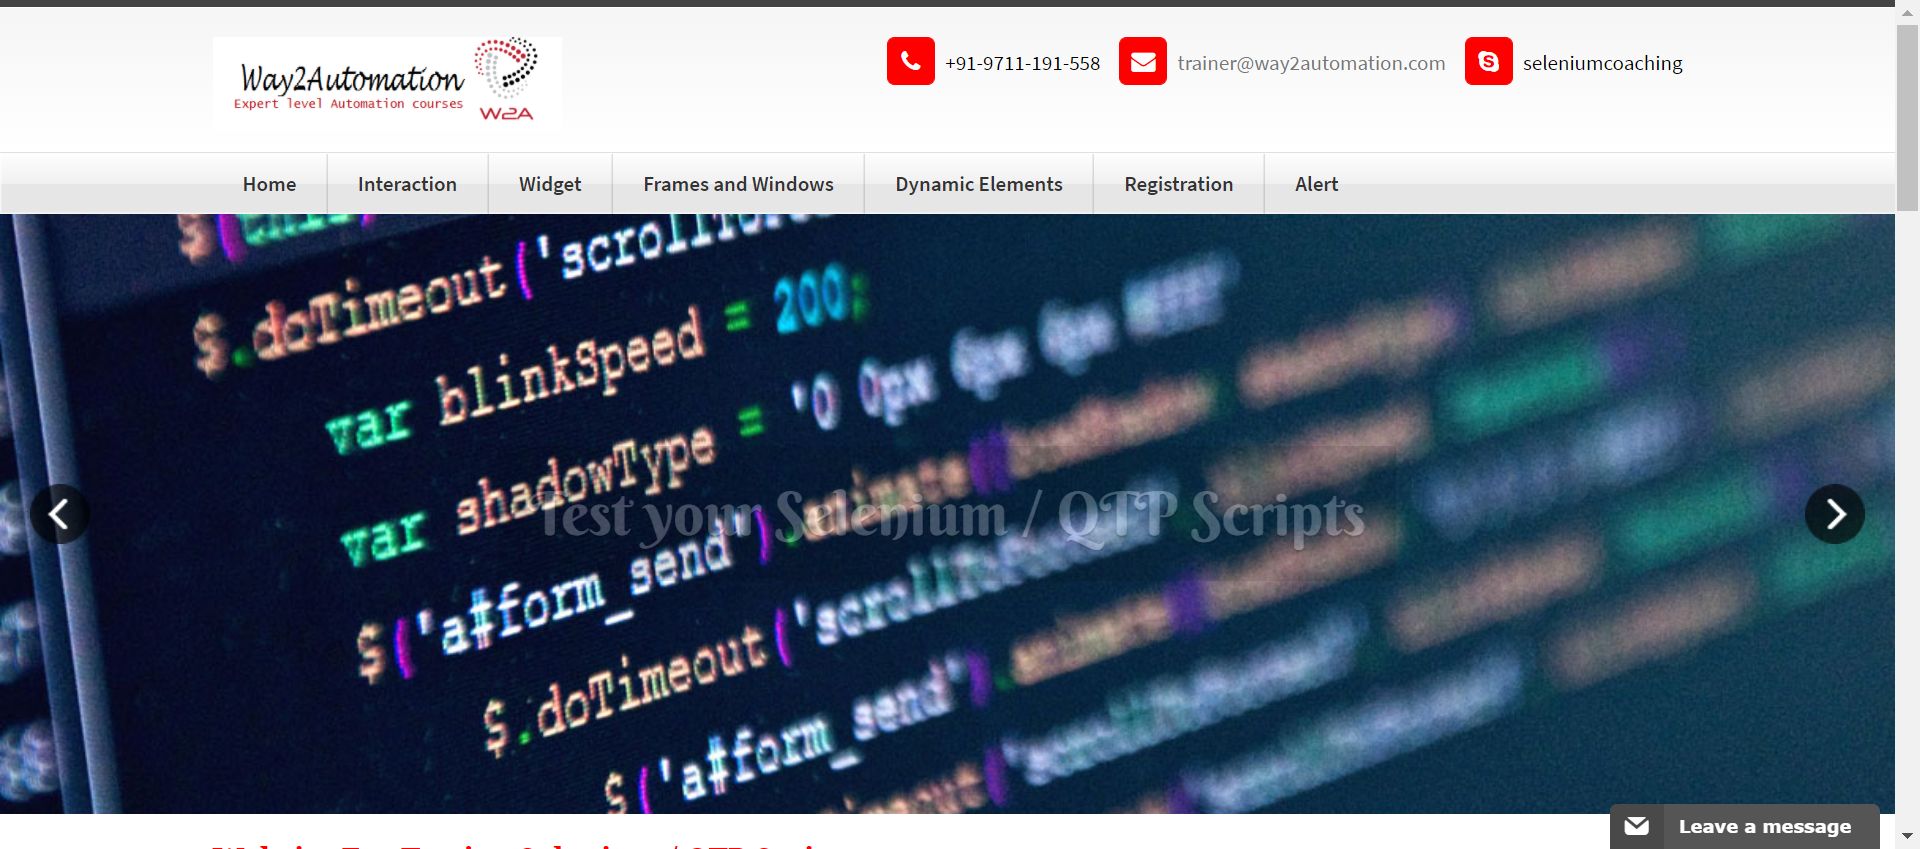 Way2Automation
Expert level Automation courses
W2A
+91-9711-191-558
trainer@way2automation.com
seleniumcoaching
Home
Interaction
Widget
Frames and Windows
Dynamic Elements
Registration
Alert
$.doTimeout('scroll
var blinkSpeed = 200;
var shadowType = '0 0px 0px 0px
$('a#form_send').animate(
$.doTimeout('scroll
$('a#form_send').
Test your Selenium / QTP Scripts
Leave a message